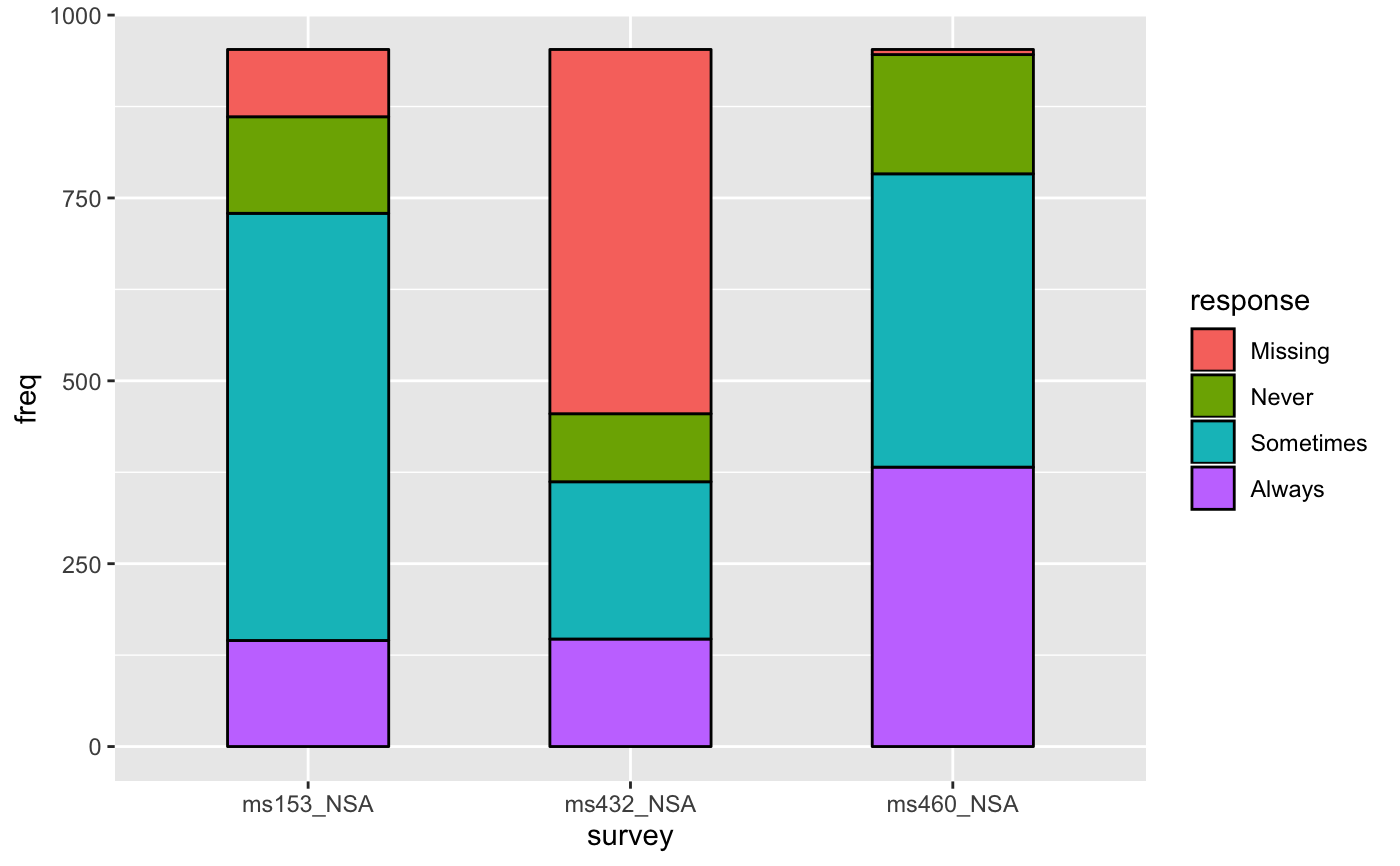 1000
750
500
250
0
freq
ms153_NSA
ms432_NSA
ms460_NSA
survey
response
Missing
Never
Sometimes
Always